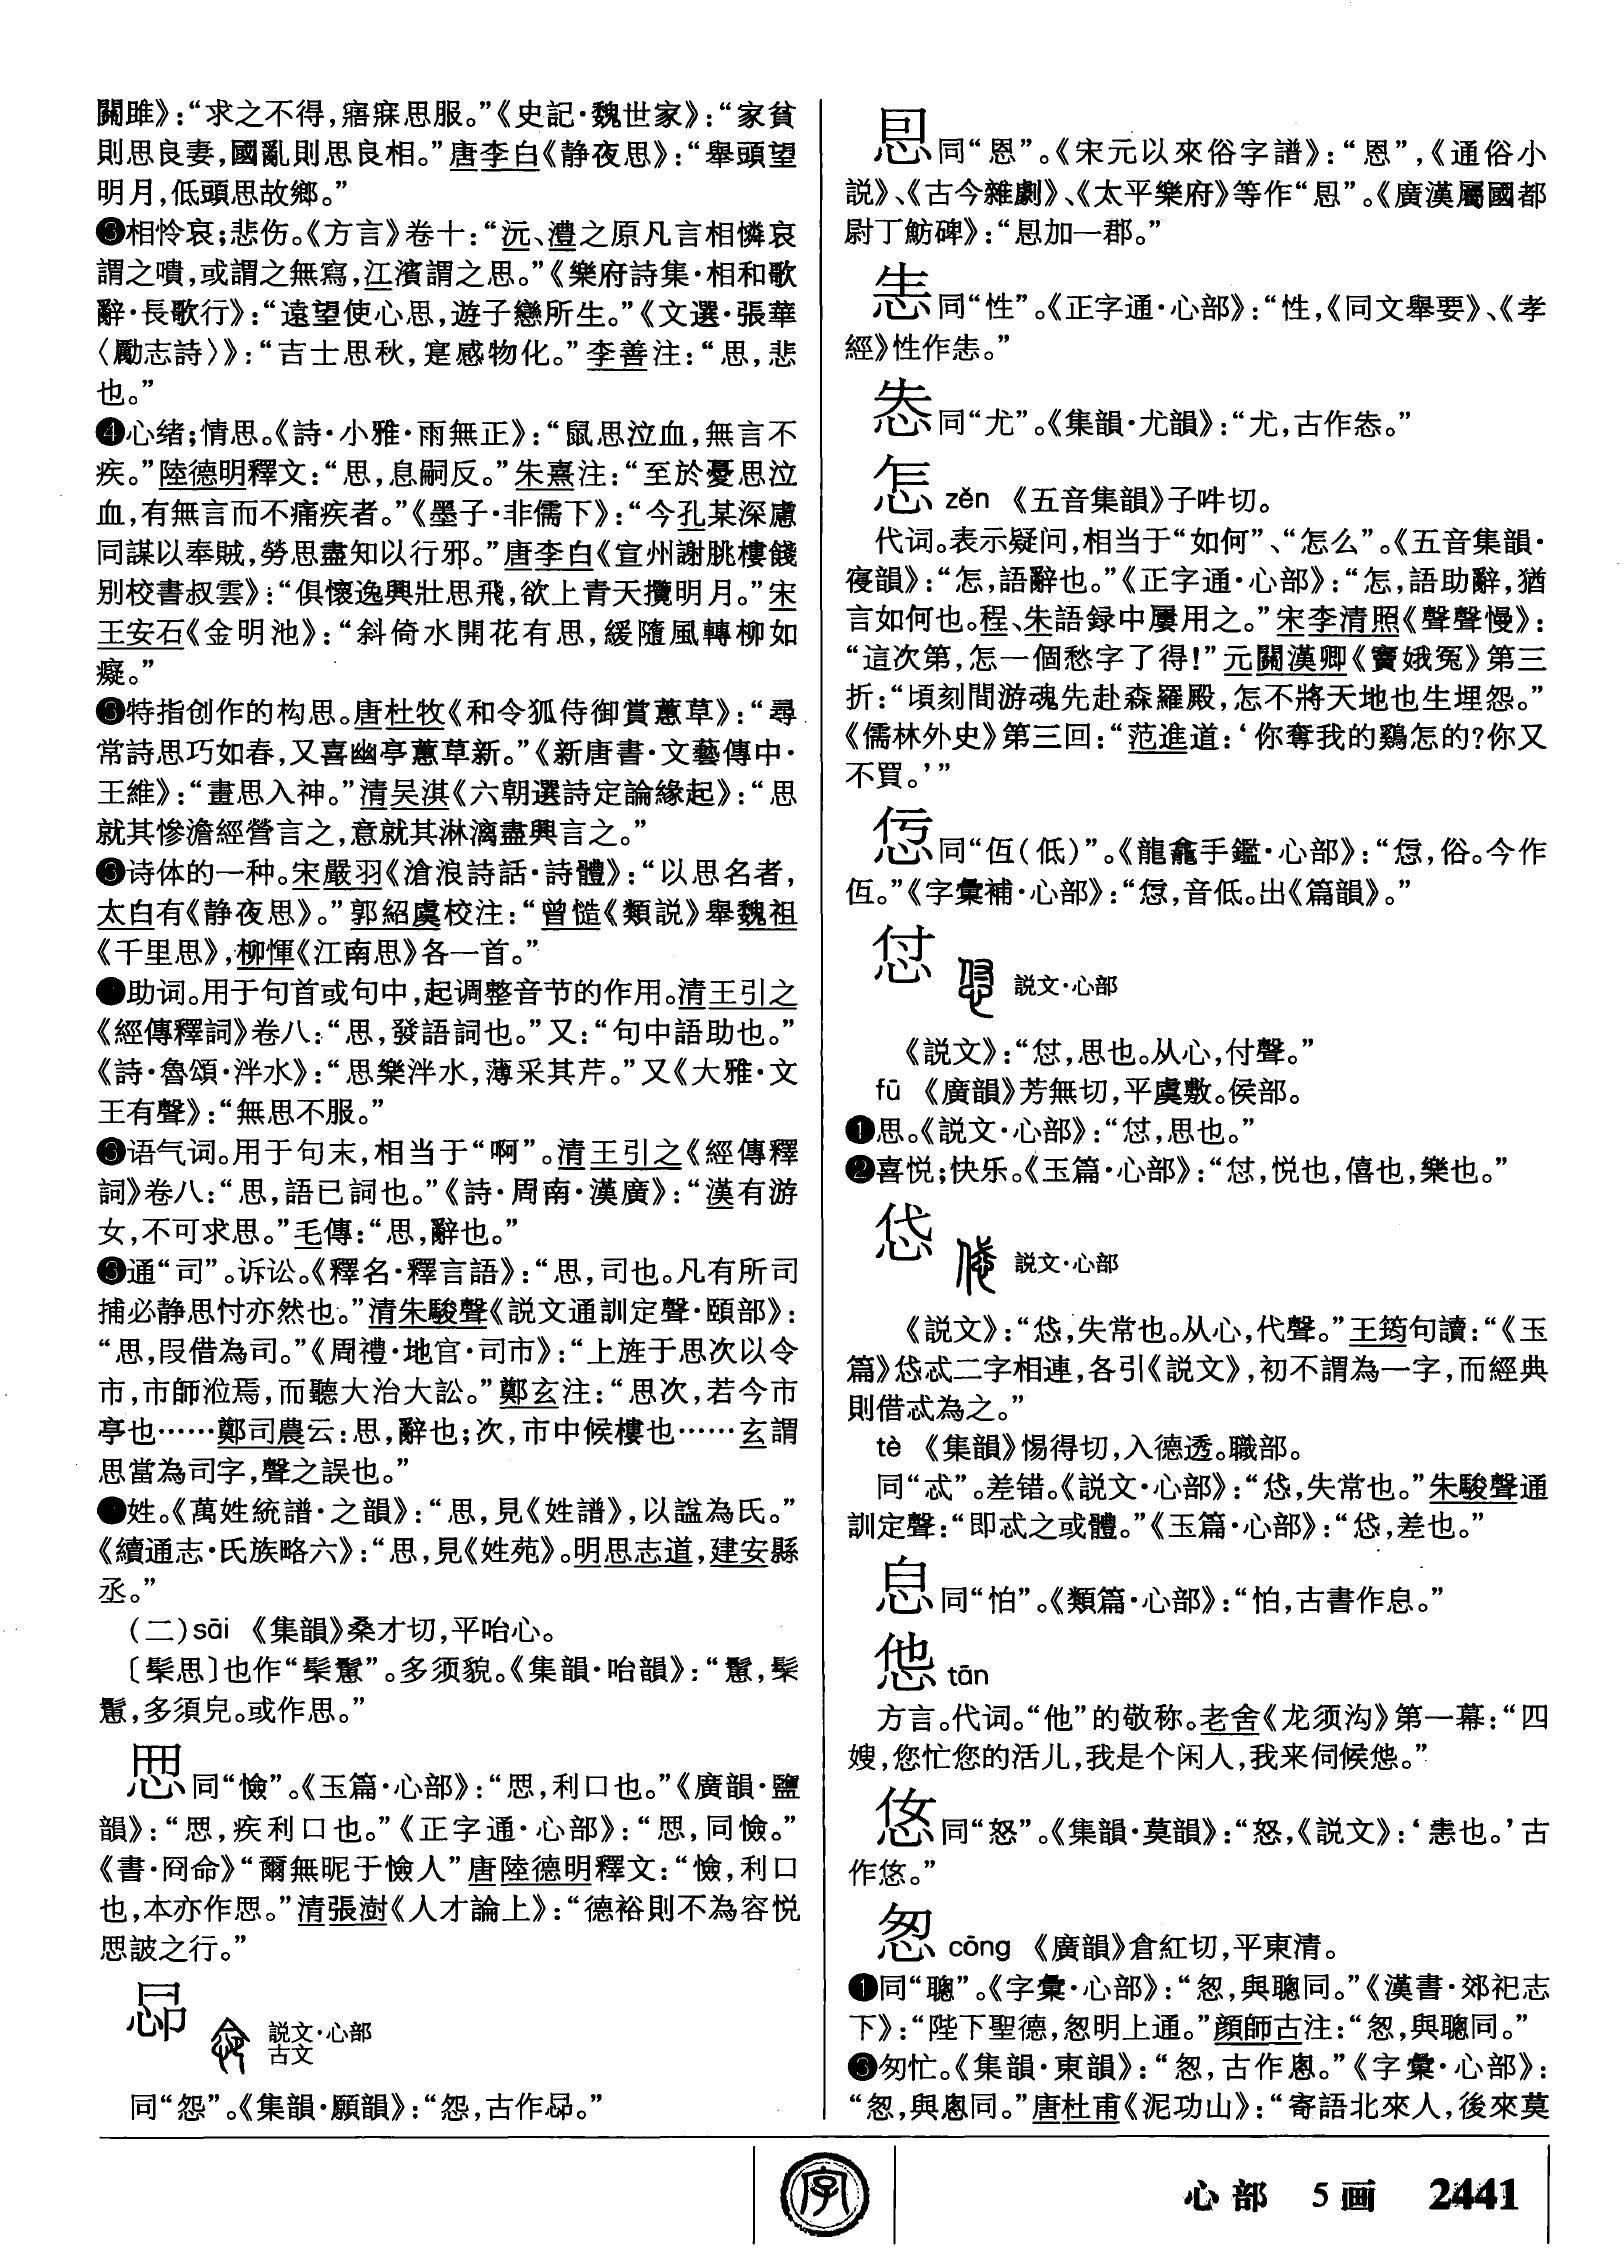 關雎》：“求之不得，寤寐思服。”《史記·魏世家》：“家貧
則思良妻，國亂則思良相。”唐李白《静夜思》：“舉頭望
明月，低頭思故鄉。”
❸相怜哀；悲伤。《方言》卷十：“沅、澧之原凡言相憐哀
謂之嘳，或謂之無寫，江濱謂之思。”《樂府詩集·相和歌
辭·長歌行》：“遠望使心思，遊子戀所生。”《文選·張華
〈勵志詩〉》：“吉士思秋，寔感物化。”李善注：“思，悲
也。”
❹心绪；情思。《詩·小雅·雨無正》：“鼠思泣血，無言不
疾。”陸德明釋文：“思，息嗣反。”朱熹注：“至於憂思泣
血，有無言而不痛疾者。”《墨子·非儒下》：“今孔某深慮
同謀以奉賊，勞思盡知以行邪。”唐李白《宣州謝朓樓餞
别校書叔雲》：“俱懷逸興壯思飛，欲上青天攬明月。”宋
王安石《金明池》：“斜倚水開花有思，緩隨風轉柳如
癡。”
特指创作的构思。唐杜牧《和令狐侍御賞蕙草》：“尋
常詩思巧如春，又喜幽亭蕙草新。”《新唐書·文藝傳中·
王維》：“畫思入神。”清吴淇《六朝選詩定論緣起》：“思
就其慘澹經營言之，意就其淋漓盡興言之。”
诗体的一种。宋嚴羽《滄浪詩話·詩體》：“以思名者，
太白有《静夜思》。”郭紹虞校注：“曾慥《類説》舉魏祖
《千里思》，柳惲《江南思》各一首。”
助词。用于句首或句中，起调整音节的作用。清王引之
《經傳釋詞》卷八：“思，發語詞也。”又：“句中語助也。”
《詩·魯頌·泮水》：“思樂泮水，薄采其芹。”又《大雅·文
王有聲》：“無思不服。”
语气词。用于句末，相当于“啊”。清王引之《經傳釋
詞》卷八：“思，語已詞也。”《詩·周南·漢廣》：“漢有游
女，不可求思。”毛傳：“思，辭也。”
通“司”。诉讼。《釋名·釋言語》：“思，司也。凡有所司
捕必静思忖亦然也。”清朱駿聲《説文通訓定聲·頤部》：
“思，叚借為司。”《周禮·地官·司市》：“上旌于思次以令
市，市師涖焉，而聽大治大訟。”鄭玄注：“思次，若今市
亭也……鄭司農云：思，辭也；次，市中候樓也……玄謂
思當為司字，聲之誤也。”
姓。《萬姓統譜·之韻》：“思，見《姓譜》，以謚為氏。”
《續通志·氏族略六》：“思，見《姓苑》。明思志道，建安縣
丞。”
（二）sāi 《集韻》桑才切，平咍心。
〔髤思〕也作“髤㥞”。多须貌。《集韻·咍韻》：“
，多須皃。或作思。”
同“憸”。《玉篇·心部》：“，利口也。”《廣韻·鹽
韻》：“，疾利口也。”《正字通·心部》：“，同憸。”
《書·冏命》“爾無昵于憸人”唐陸德明釋文：“憸，利口
也，本亦作。”清張澍《人才論上》：“德裕則不為容悦
詖之行。”
説文·心部
古文
同“怨”。《集韻·願韻》：“怨，古作。”
同“恩”。《宋元以來俗字譜》：“恩”，《通俗小
説》、《古今雜劇》、《太平樂府》等作“”。《廣漢屬國都
尉丁魴碑》：“加一郡。”
同“性”。《正字通·心部》：“性，《同文舉要》、《孝
經》性作。”
同“尤”。《集韻·尤韻》：“尤，古作。”
怎 zěn 《五音集韻》子吽切。
代词。表示疑问，相当于“如何”、“怎么”。《五音集韻·
寑韻》：“怎，語辭也。”《正字通·心部》：“怎，語助辭，猶
言如何也。程、朱語録中屢用之。”宋李清照《聲聲慢》：
“這次第，怎一個愁字了得！”元關漢卿《竇娥冤》第三
折：“頃刻間游魂先赴森羅殿，怎不將天地也生埋怨。”
《儒林外史》第三回：“范進道：‘你奪我的鷄怎的？你又
不買。’”
同“仾（低）”。《龍龕手鑑·心部》：“，俗。今作
仾。”《字彙補·心部》：“，音低。出《篇韻》。”
怤 説文·心部
《説文》：“怤，思也。从心，付聲。”
fū 《廣韻》芳無切，平虞敷。侯部。
❶思。《説文·心部》：“怤，思也。”
❷喜悦；快乐。《玉篇·心部》：“怤，悦也，僖也，樂也。”
㤥 説文·心部
《説文》：“㤥，失常也。从心，代聲。”王筠句讀：“《玉
篇》㤥忒二字相連，各引《説文》，初不謂為一字，而經典
則借忒為之。”
tè 《集韻》惕得切，入德透。職部。
同“忒”。差错。《説文·心部》：“㤥，失常也。”朱駿聲通
訓定聲：“即忒之或體。”《玉篇·心部》：“㤥，差也。”
同“怕”。《類篇·心部》：“怕，古書作。”
怹 tān
方言。代词。“他”的敬称。老舍《龙须沟》第一幕：“四
嫂，您忙您的活儿，我是个闲人，我来伺候怹。”
㣽同“怒”。《集韻·莫韻》：“怒，《説文》：‘恚也。’古
作㣽。”
怱 cōng 《廣韻》倉紅切，平東清。
❶同“聰”。《字彙·心部》：“怱，與聰同。”《漢書·郊祀志
下》：“陛下聖德，怱明上通。”顔師古注：“怱，與聰同。”
匆忙。《集韻·東韻》：“怱，古作悤。”《字彙·心部》：
“怱，與悤同。”唐杜甫《泥功山》：“寄語北來人，後來莫
字
心部 5画 2441